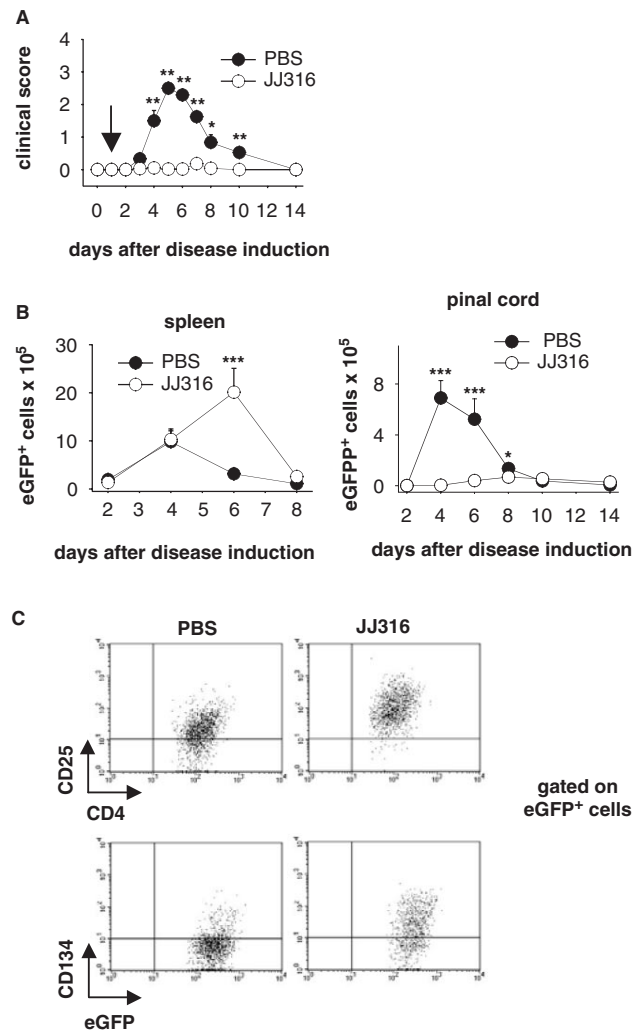 A
clinical score
4
3
2
1
0
PBS
JJ316
**
**
**
**
*
**
0 2 4 6 8 10 12 14
days after disease induction
B
spleen
eGFP+ cells x 10^5
30
20
10
0
PBS
JJ316
***
2 3 4 5 6 7 8
days after disease induction
pinal cord
eGFPP+ cells x 10^5
8
4
0
PBS
JJ316
***
***
*
2 4 6 8 10 12 14
days after disease induction
C
PBS
JJ316
CD25
CD4
gated on
eGFP+ cells
CD134
eGFP